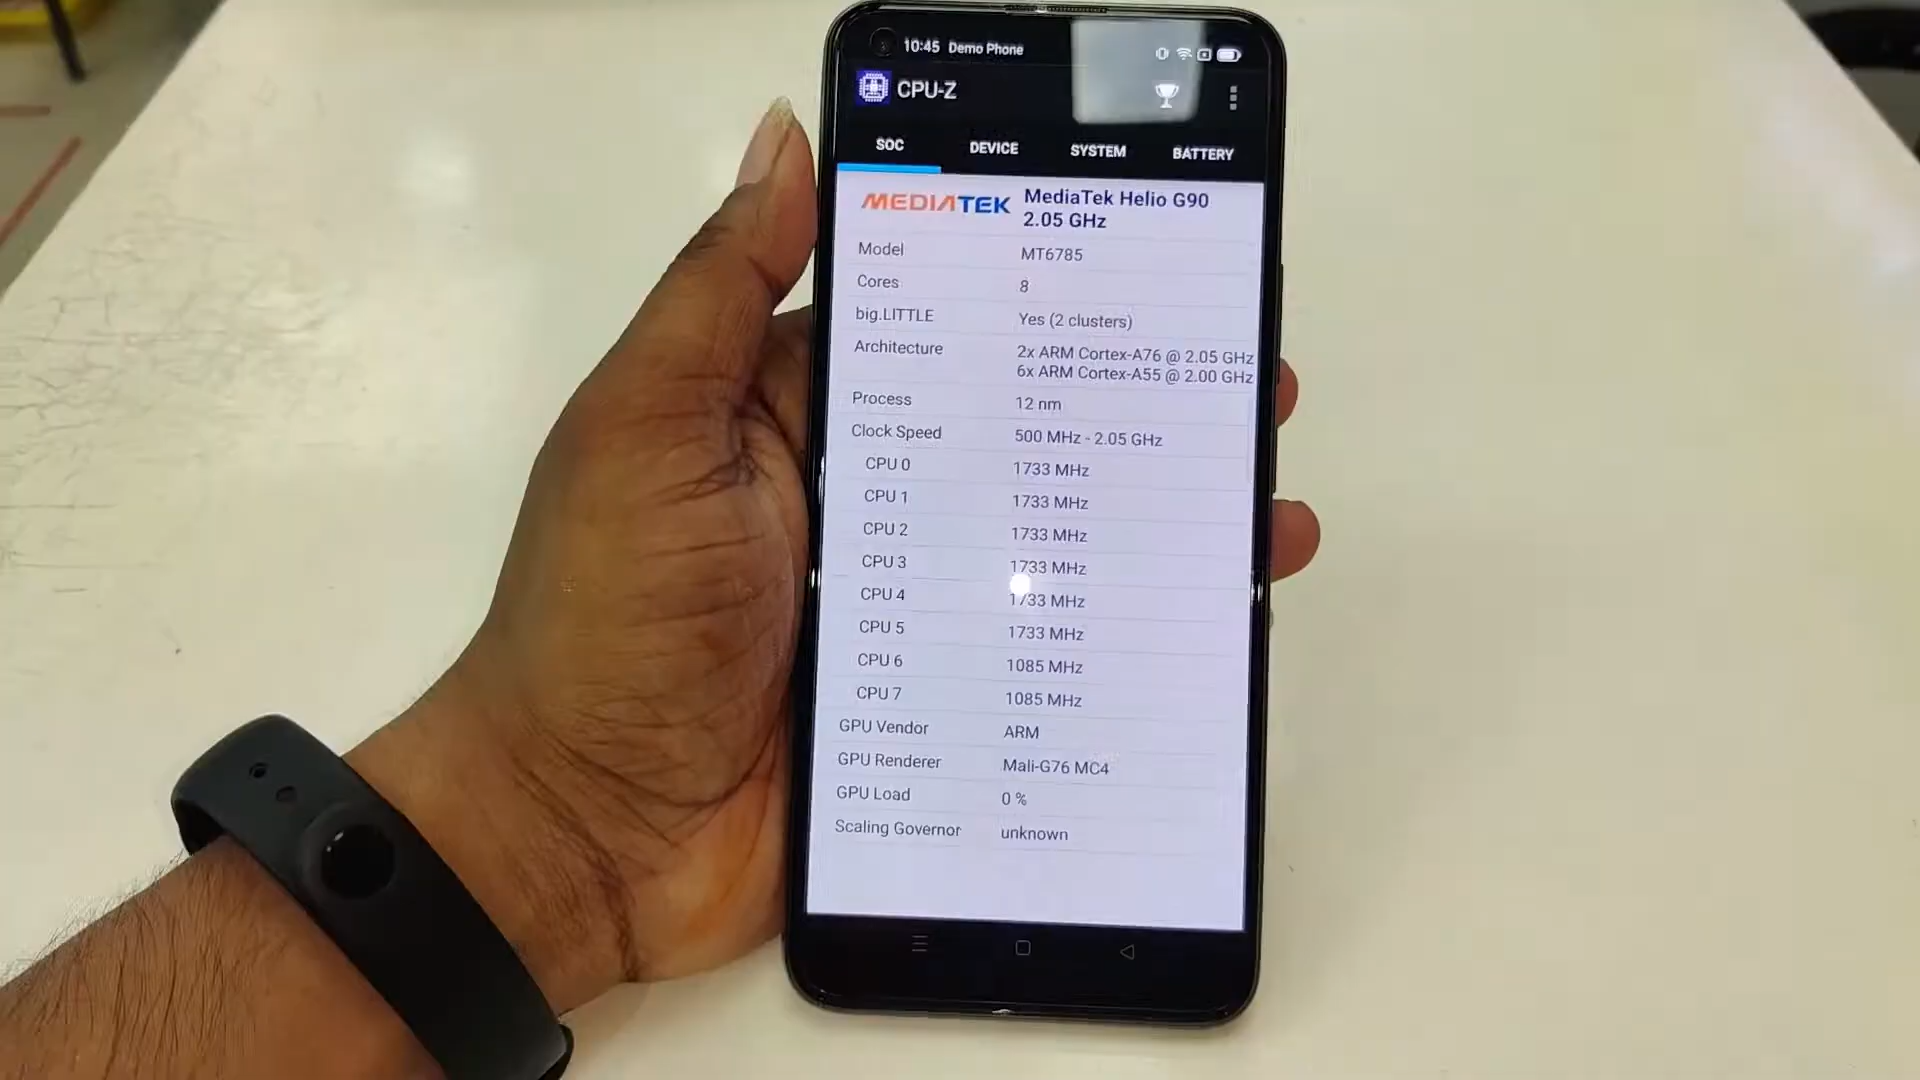 10:45 Demo Phone
CPU-Z
SOC DEVICE SYSTEM BATTERY
MEDIATEK MediaTek Helio G90
2.05 GHz
Model MT6785
Cores 8
big.LITTLE Yes (2 clusters)
Architecture 2x ARM Cortex-A76 @ 2.05 GHz
6x ARM Cortex-A55 @ 2.00 GHz
Process 12 nm
Clock Speed 500 MHz - 2.05 GHz
CPU 0 1733 MHz
CPU 1 1733 MHz
CPU 2 1733 MHz
CPU 3 1733 MHz
CPU 4 1733 MHz
CPU 5 1733 MHz
CPU 6 1085 MHz
CPU 7 1085 MHz
GPU Vendor ARM
GPU Renderer Mali-G76 MC4
GPU Load 0 %
Scaling Governor unknown